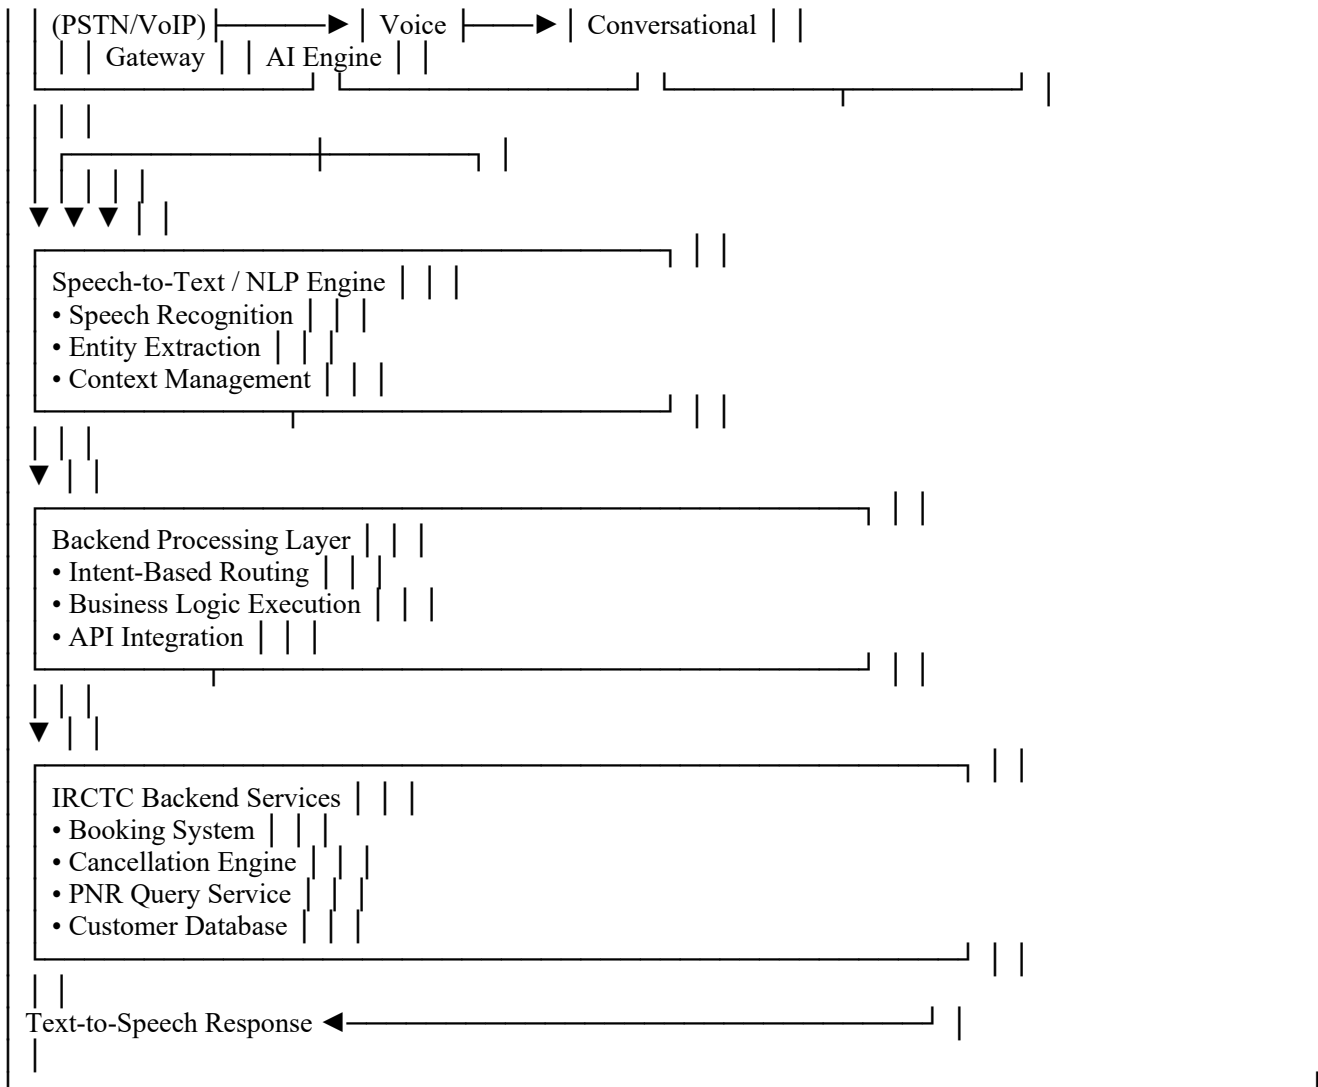 (PSTN/VoIP) Voice Conversational
Gateway AI Engine
Speech-to-Text / NLP Engine
• Speech Recognition
• Entity Extraction
• Context Management
Backend Processing Layer
• Intent-Based Routing
• Business Logic Execution
• API Integration
IRCTC Backend Services
• Booking System
• Cancellation Engine
• PNR Query Service
• Customer Database
Text-to-Speech Response